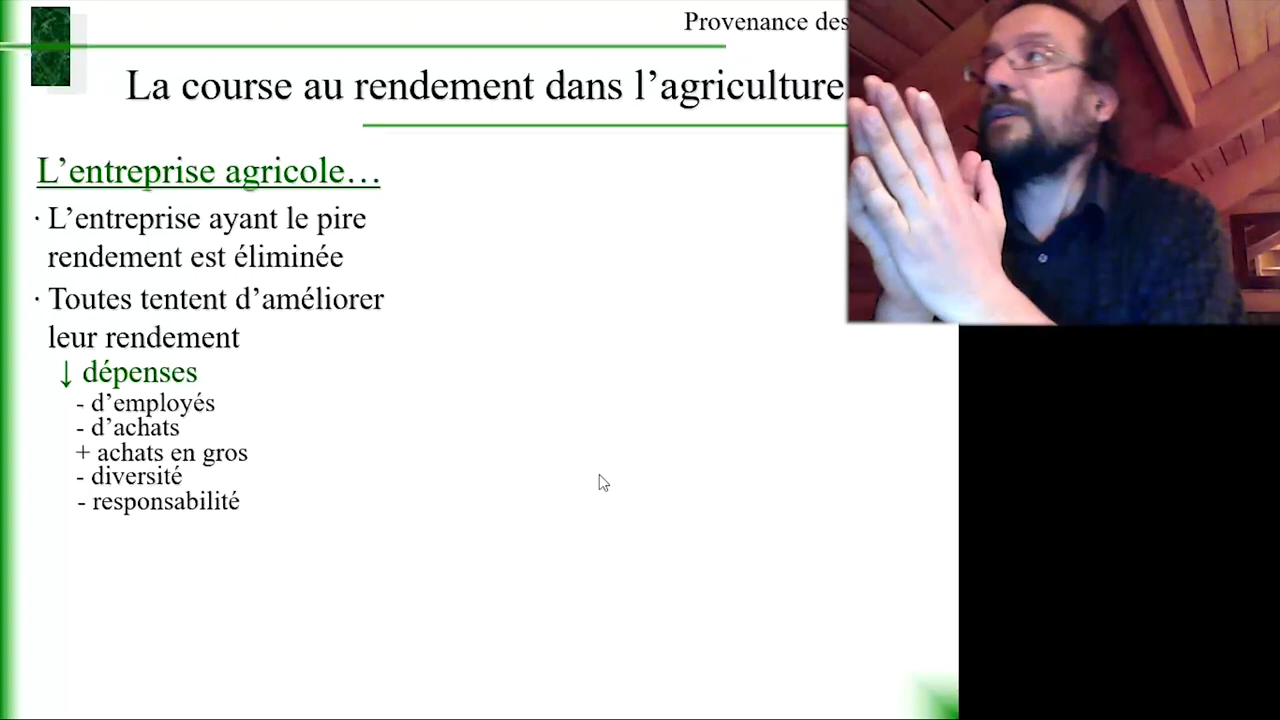 Provenance des
La course au rendement dans l’agriculture
L’entreprise agricole…
· L’entreprise ayant le pire
rendement est éliminée
· Toutes tentent d’améliorer
leur rendement
↓ dépenses
- d’employés
- d’achats
+ achats en gros
- diversité
- responsabilité